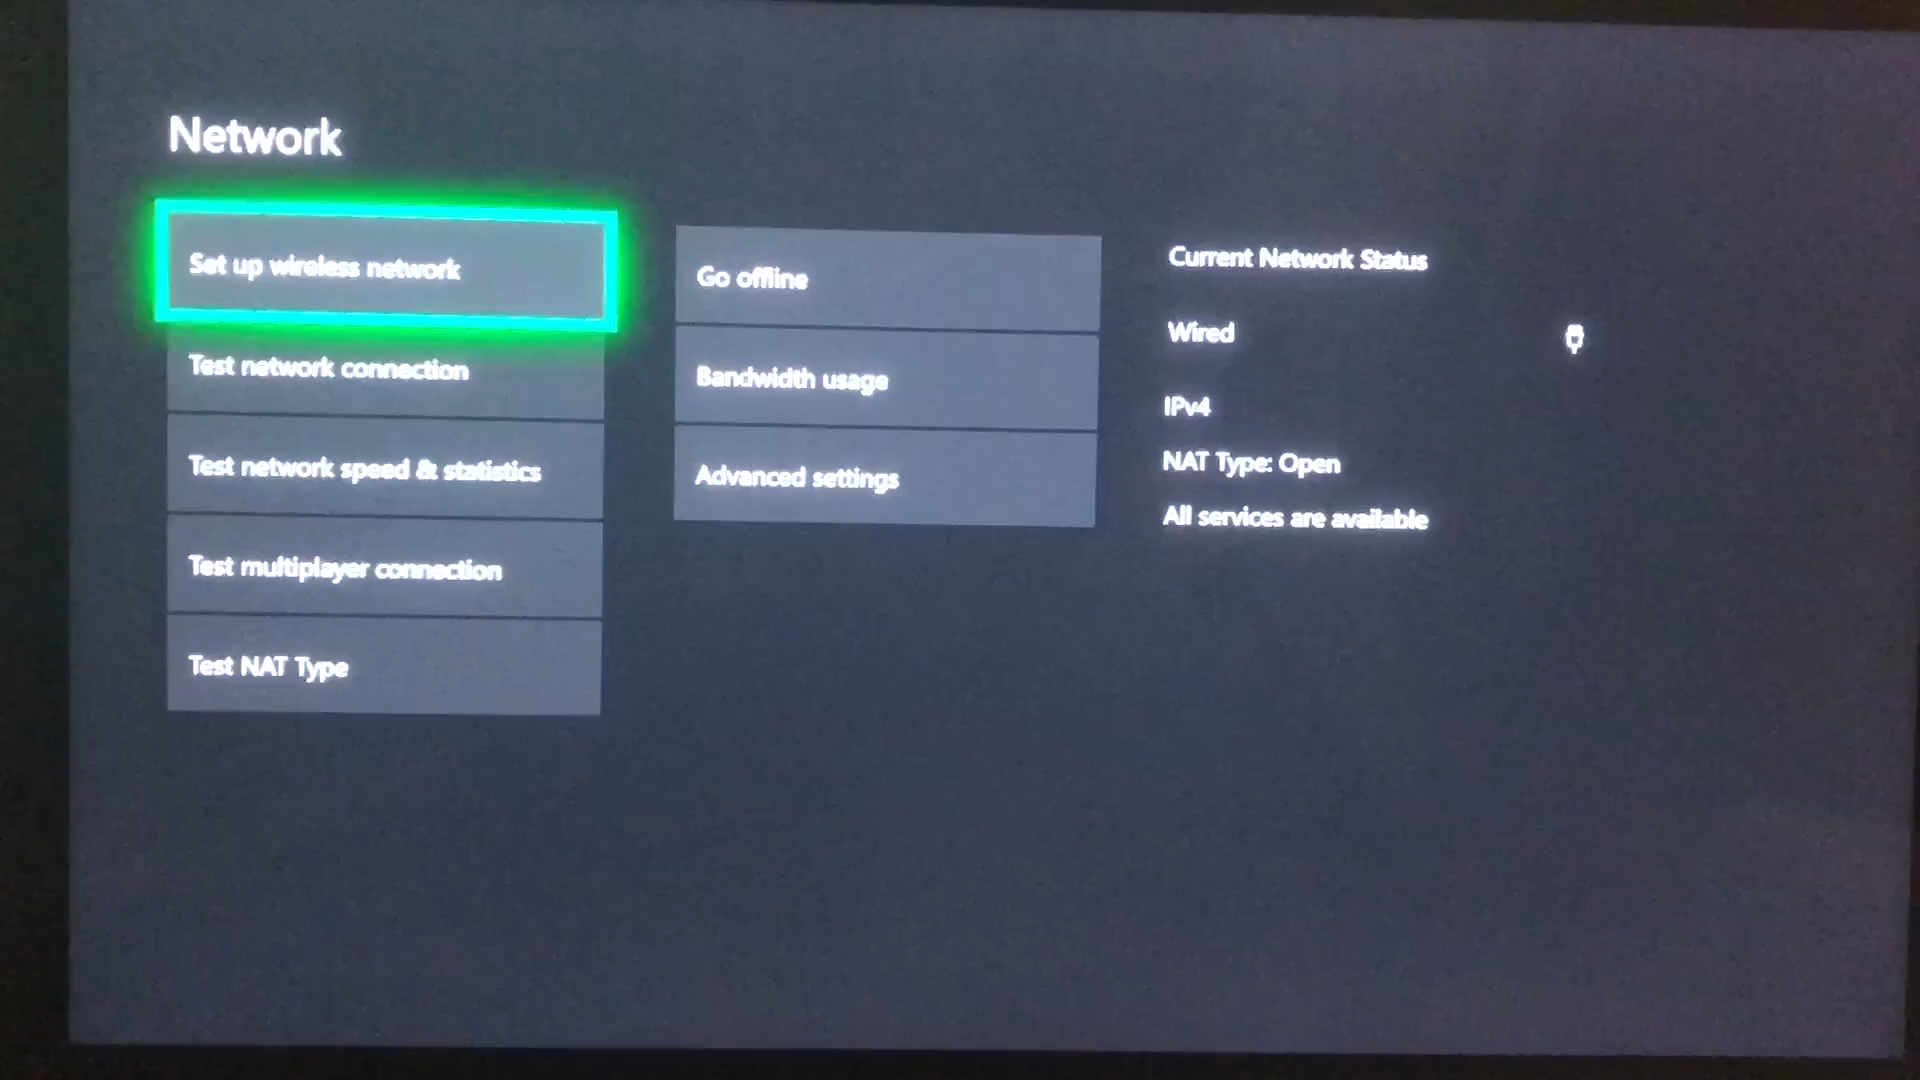 Network
Set up wireless network
Test network connection
Test network speed & statistics
Test multiplayer connection
Test NAT Type
Go offline
Bandwidth usage
Advanced settings
Current Network Status
Wired
IPv4
NAT Type: Open
All services are available